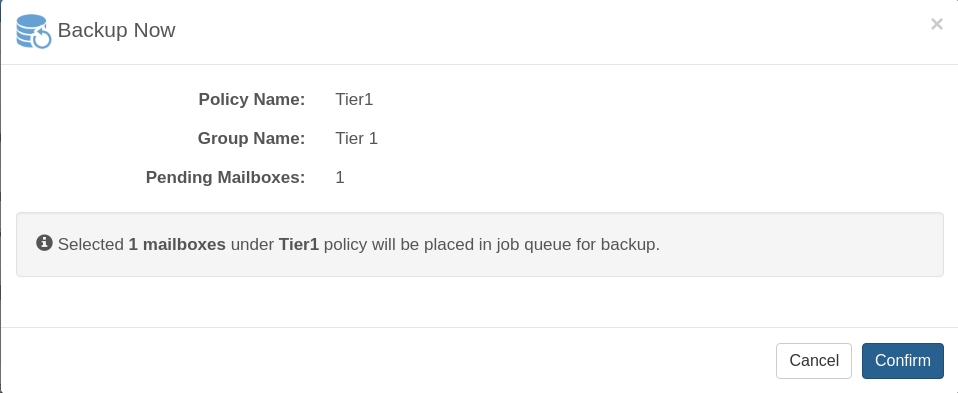 Backup Now
×
Policy Name: Tier1
Group Name: Tier 1
Pending Mailboxes: 1
Selected 1 mailboxes under Tier1 policy will be placed in job queue for backup.
Cancel Confirm